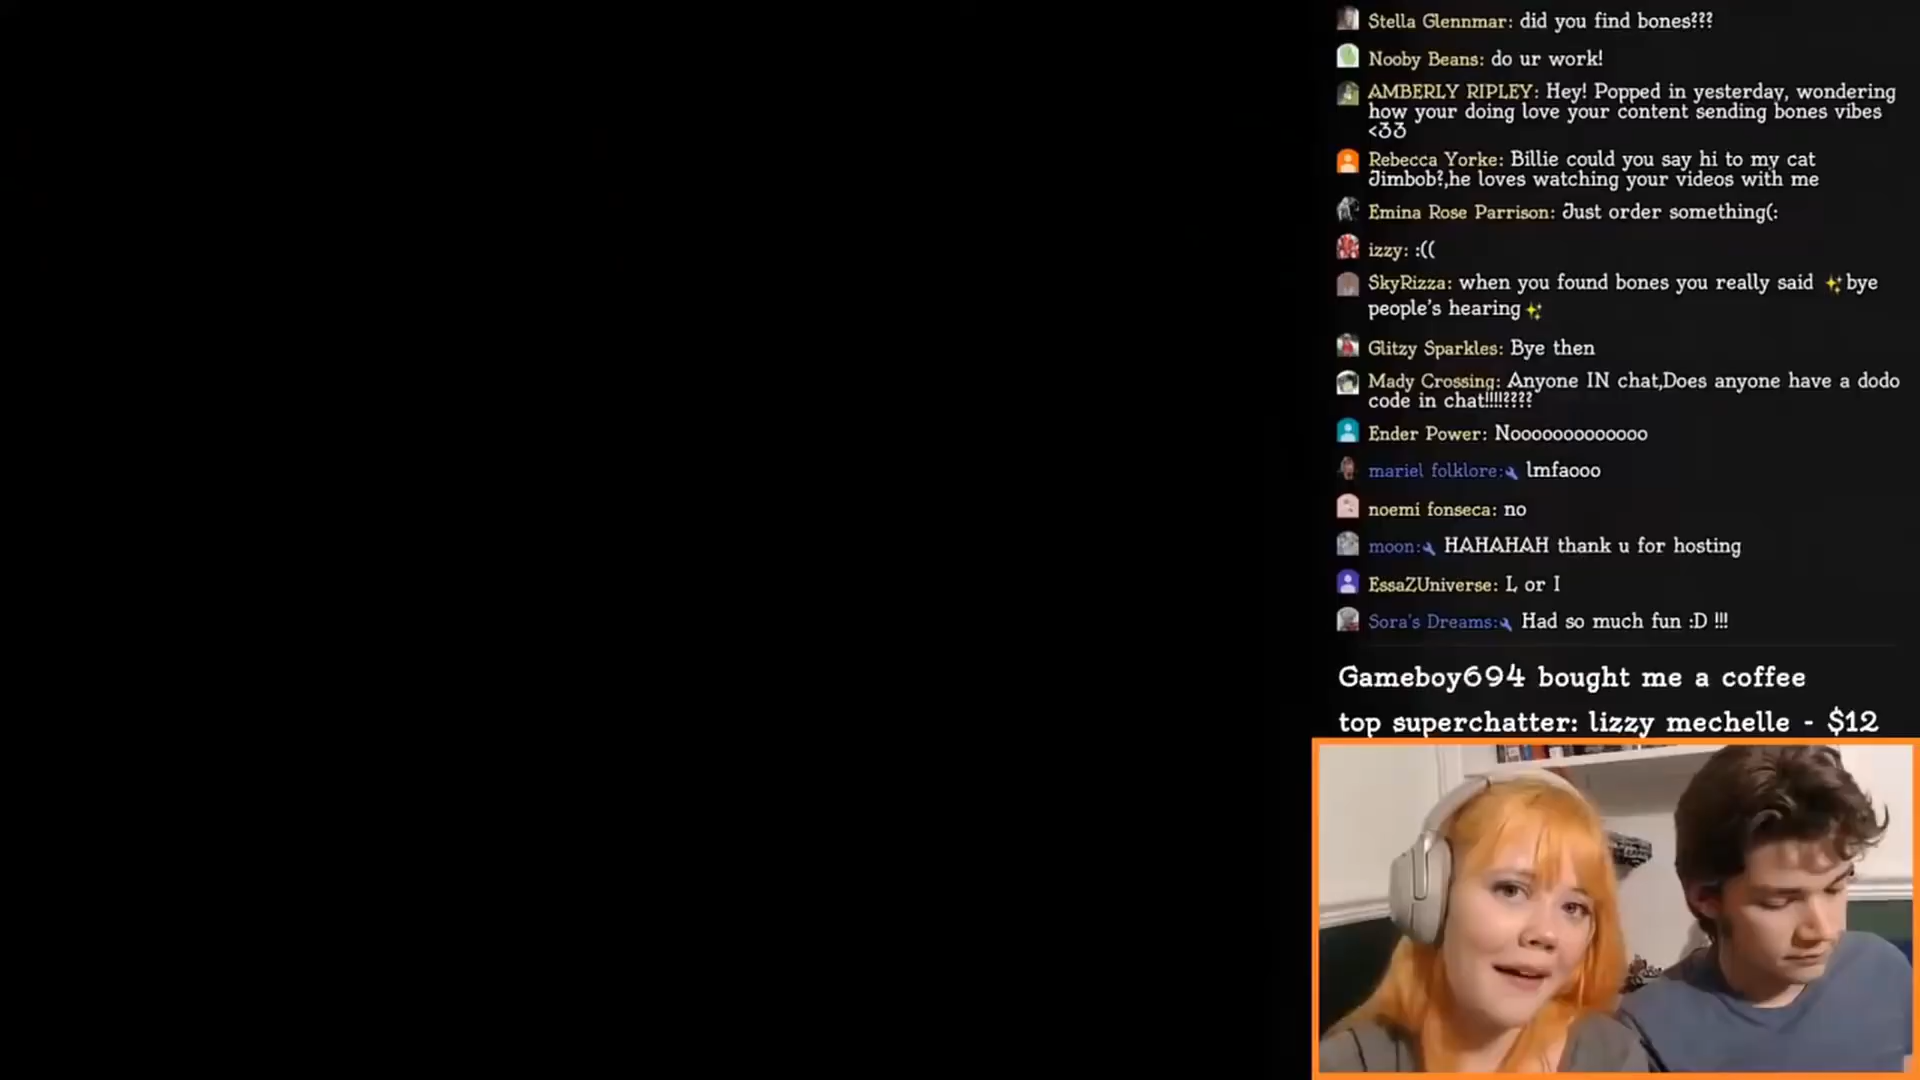 Stella Glennmar: did you find bones???
Nooby Beans: do ur work!
AMBERLY RIPLEY: Hey! Popped in yesterday, wondering
how your doing love your content sending bones vibes
<33
Rebecca Yorke: Billie could you say hi to my cat
Jimbob?,he loves watching your videos with me
Emina Rose Parrison: Just order something(:
izzy: :((
SkyRizza: when you found bones you really said ✨bye
people's hearing✨
Glitzy Sparkles: Bye then
Mady Crossing: Anyone IN chat,Does anyone have a dodo
code in chat!!!!????
Ender Power: Nooooooooooooo
mariel folklore: lmfaooo
noemi fonseca: no
moon: HAHAHAH thank u for hosting
EssaZUniverse: L or I
Sora's Dreams: Had so much fun :D !!!
Gameboy694 bought me a coffee
top superchatter: lizzy mechelle - $12